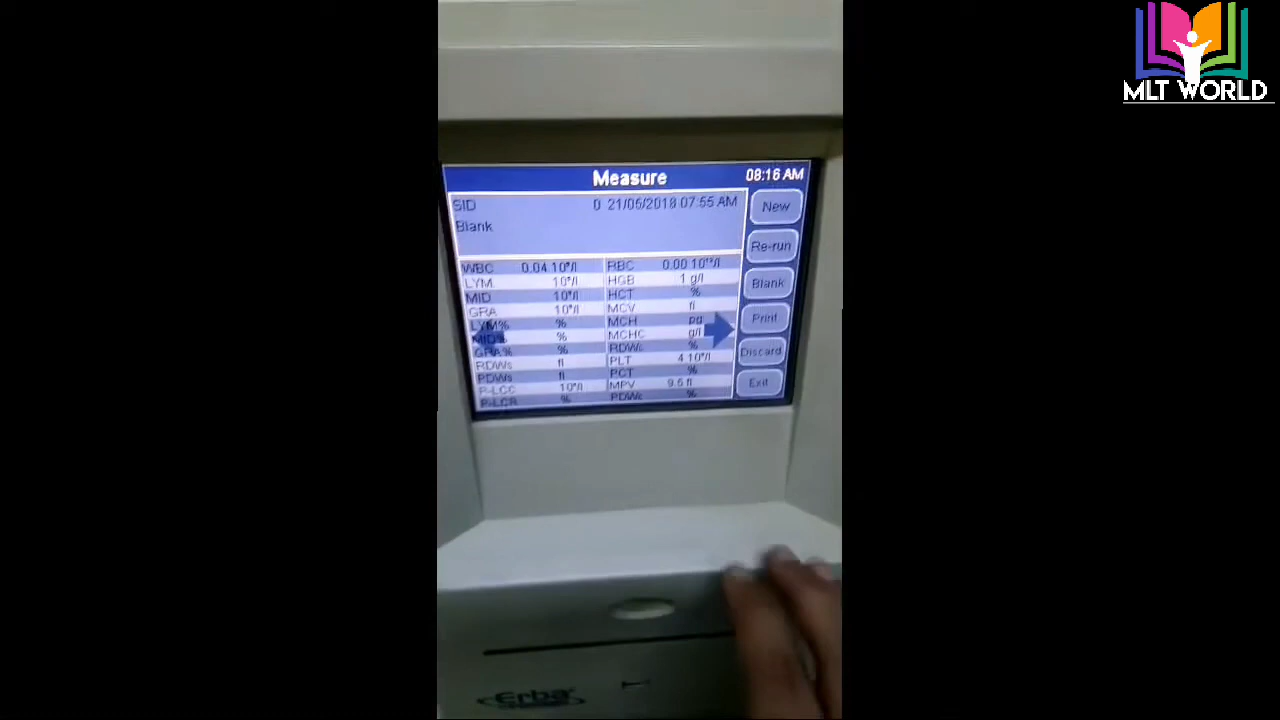 MLT WORLD
Measure 08:16 AM
SID 0 21/06/2018 07:55 AM
Blank
New
Re-run
Blank
Print
Discard
Exit
WBC 0.04 10⁹/l RBC 0.00 10¹²/l
LYM 10⁹/l HGB 1 g/l
MID 10⁹/l HCT %
GRA 10⁹/l MCV fl
LYM% % MCH pg
MID% % MCHC g/l
GRA% % RDWc %
RDWs fl PLT 4 10⁹/l
PDWs fl PCT %
P-LCC 10⁹/l MPV 9.5 fl
P-LCR % PDWc %
Erba